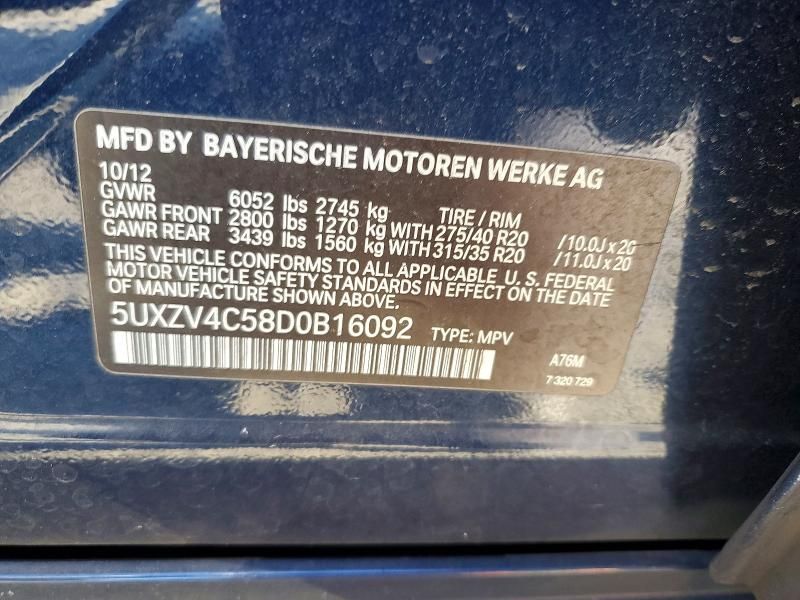 MFD BY BAYERISCHE MOTOREN WERKE AG
10/12
GVWR 6052 lbs 2745 kg TIRE / RIM
GAWR FRONT 2800 lbs 1270 kg WITH 275/40 R20 /10.0J x 20
GAWR REAR 3439 lbs 1560 kg WITH 315/35 R20 /11.0J x 20
THIS VEHICLE CONFORMS TO ALL APPLICABLE U. S. FEDERAL
MOTOR VEHICLE SAFETY STANDARDS IN EFFECT ON THE DATE
OF MANUFACTURE SHOWN ABOVE.
5UXZV4C58D0B16092 TYPE: MPV
A76M
7 320 729